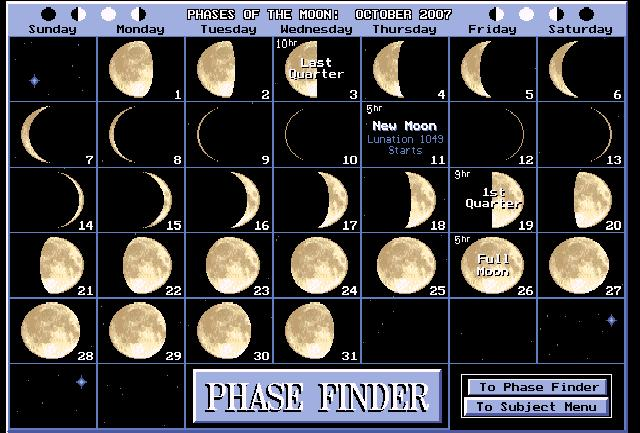 PHASES OF THE MOON: OCTOBER 2007
Sunday Monday Tuesday Wednesday Thursday Friday Saturday
1
2
10hr
Last
Quarter
3
4
5
6
7
8
9
10
5hr
New Moon
Lunation 1049
Starts
11
12
13
14
15
16
17
18
9hr
1st
Quarter
19
20
21
22
23
24
25
5hr
Full
Moon
26
27
28
29
30
31
PHASE FINDER
To Phase Finder
To Subject Menu